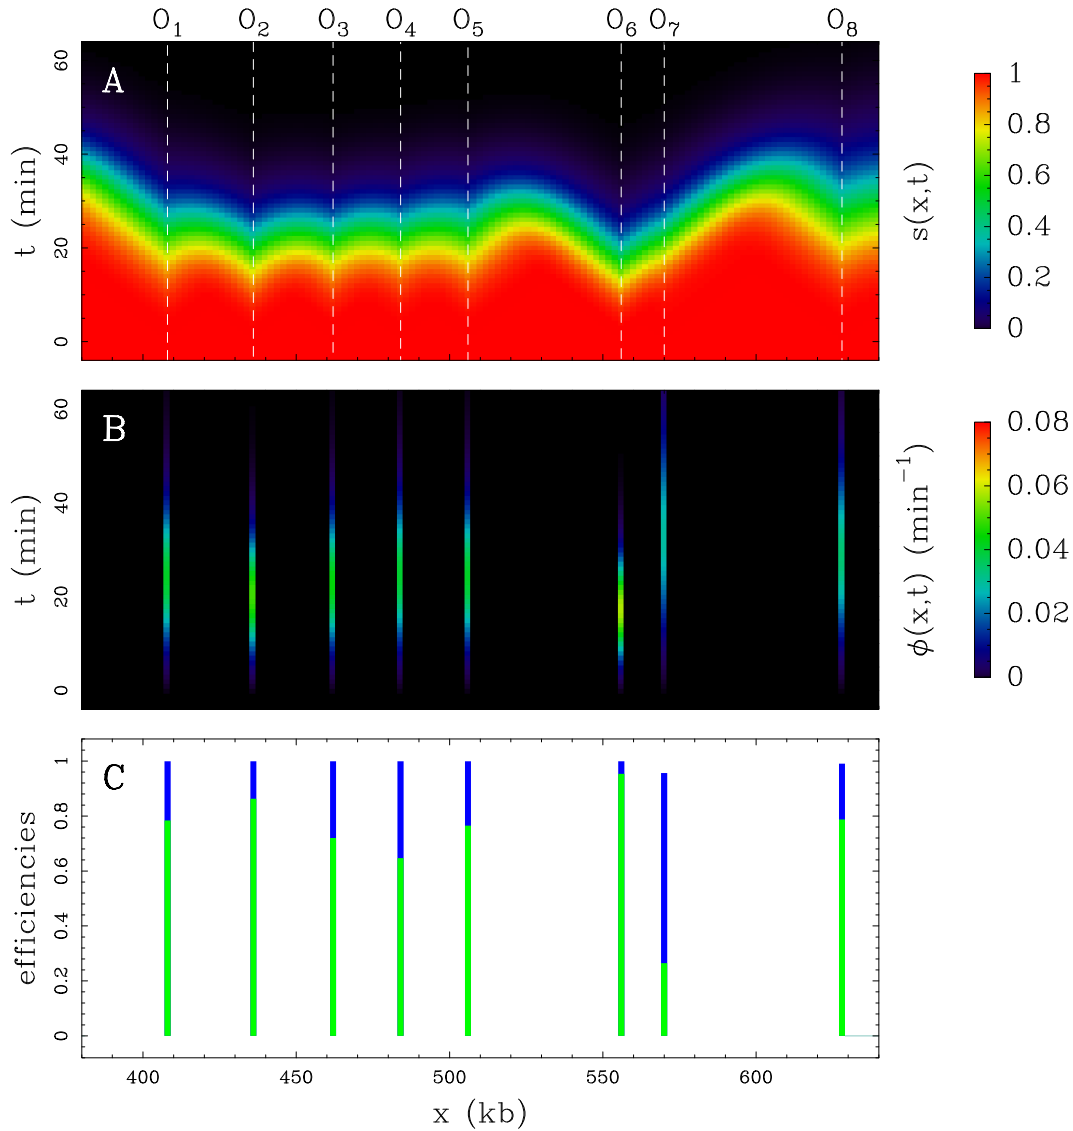 O1 O2 O3 O4 O5 O6 O7 O8
A
t (min)
0 20 40 60
s(x,t)
1
0.8
0.6
0.4
0.2
0
B
t (min)
0 20 40 60
ϕ(x,t) (min⁻¹)
0.08
0.06
0.04
0.02
0
C
efficiencies
0 0.2 0.4 0.6 0.8 1
400 450 500 550 600
x (kb)